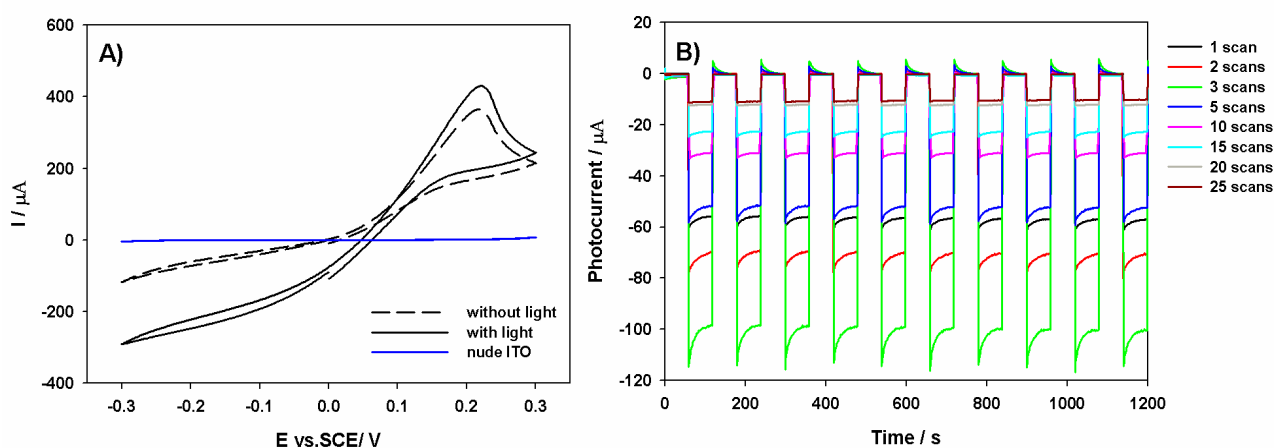 A)
I / µA
600
400
200
0
-200
-400
-0.3
-0.2
-0.1
0.0
0.1
0.2
0.3
E vs.SCE/ V
without light
with light
nude ITO
B)
Photocurrent / µA
20
0
-20
-40
-60
-80
-100
-120
0
200
400
600
800
1000
1200
Time / s
1 scan
2 scans
3 scans
5 scans
10 scans
15 scans
20 scans
25 scans